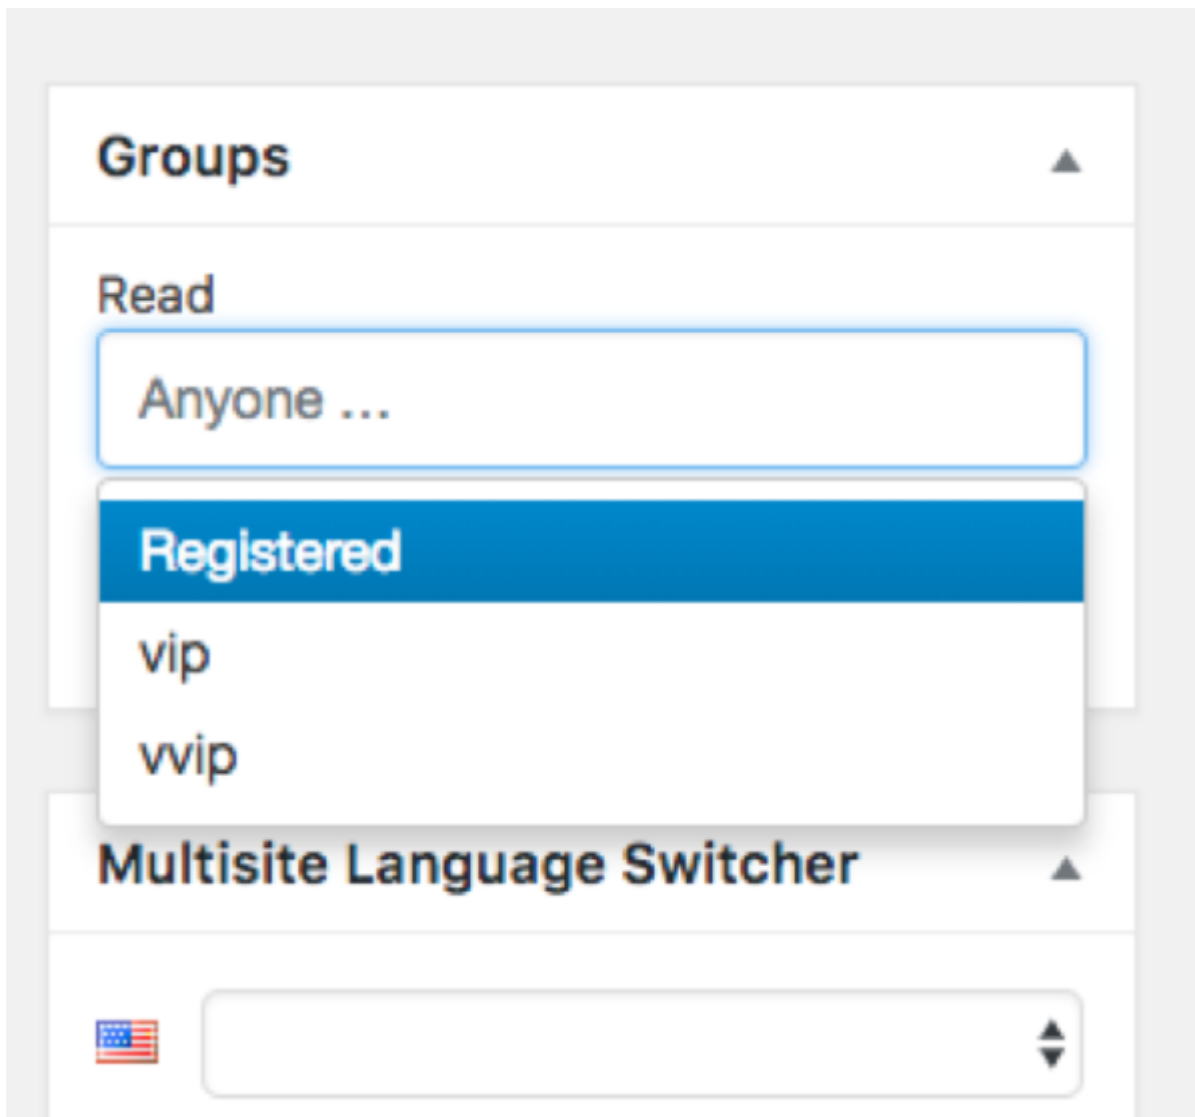 Groups
Read
Anyone ...
Registered
vip
vvip
Multisite Language Switcher